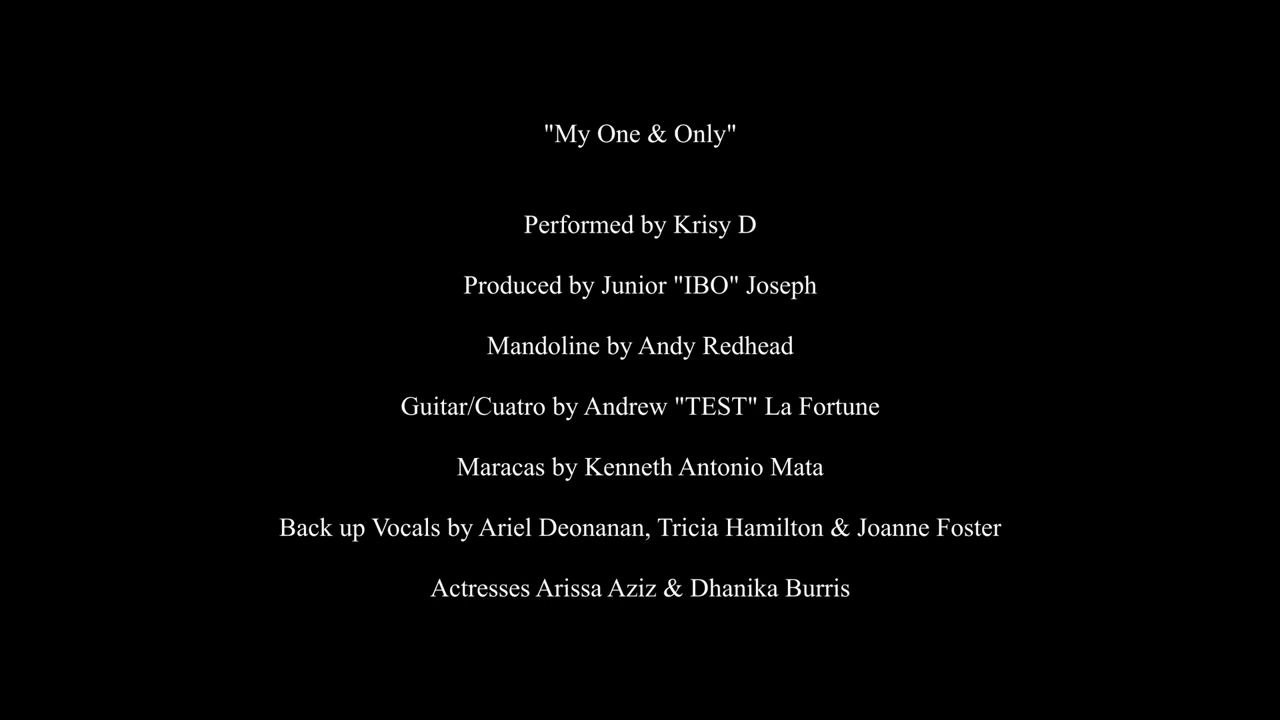 "My One & Only"
Performed by Krisy D
Produced by Junior "IBO" Joseph
Mandoline by Andy Redhead
Guitar/Cuatro by Andrew "TEST" La Fortune
Maracas by Kenneth Antonio Mata
Back up Vocals by Ariel Deonanan, Tricia Hamilton & Joanne Foster
Actresses Arissa Aziz & Dhanika Burris